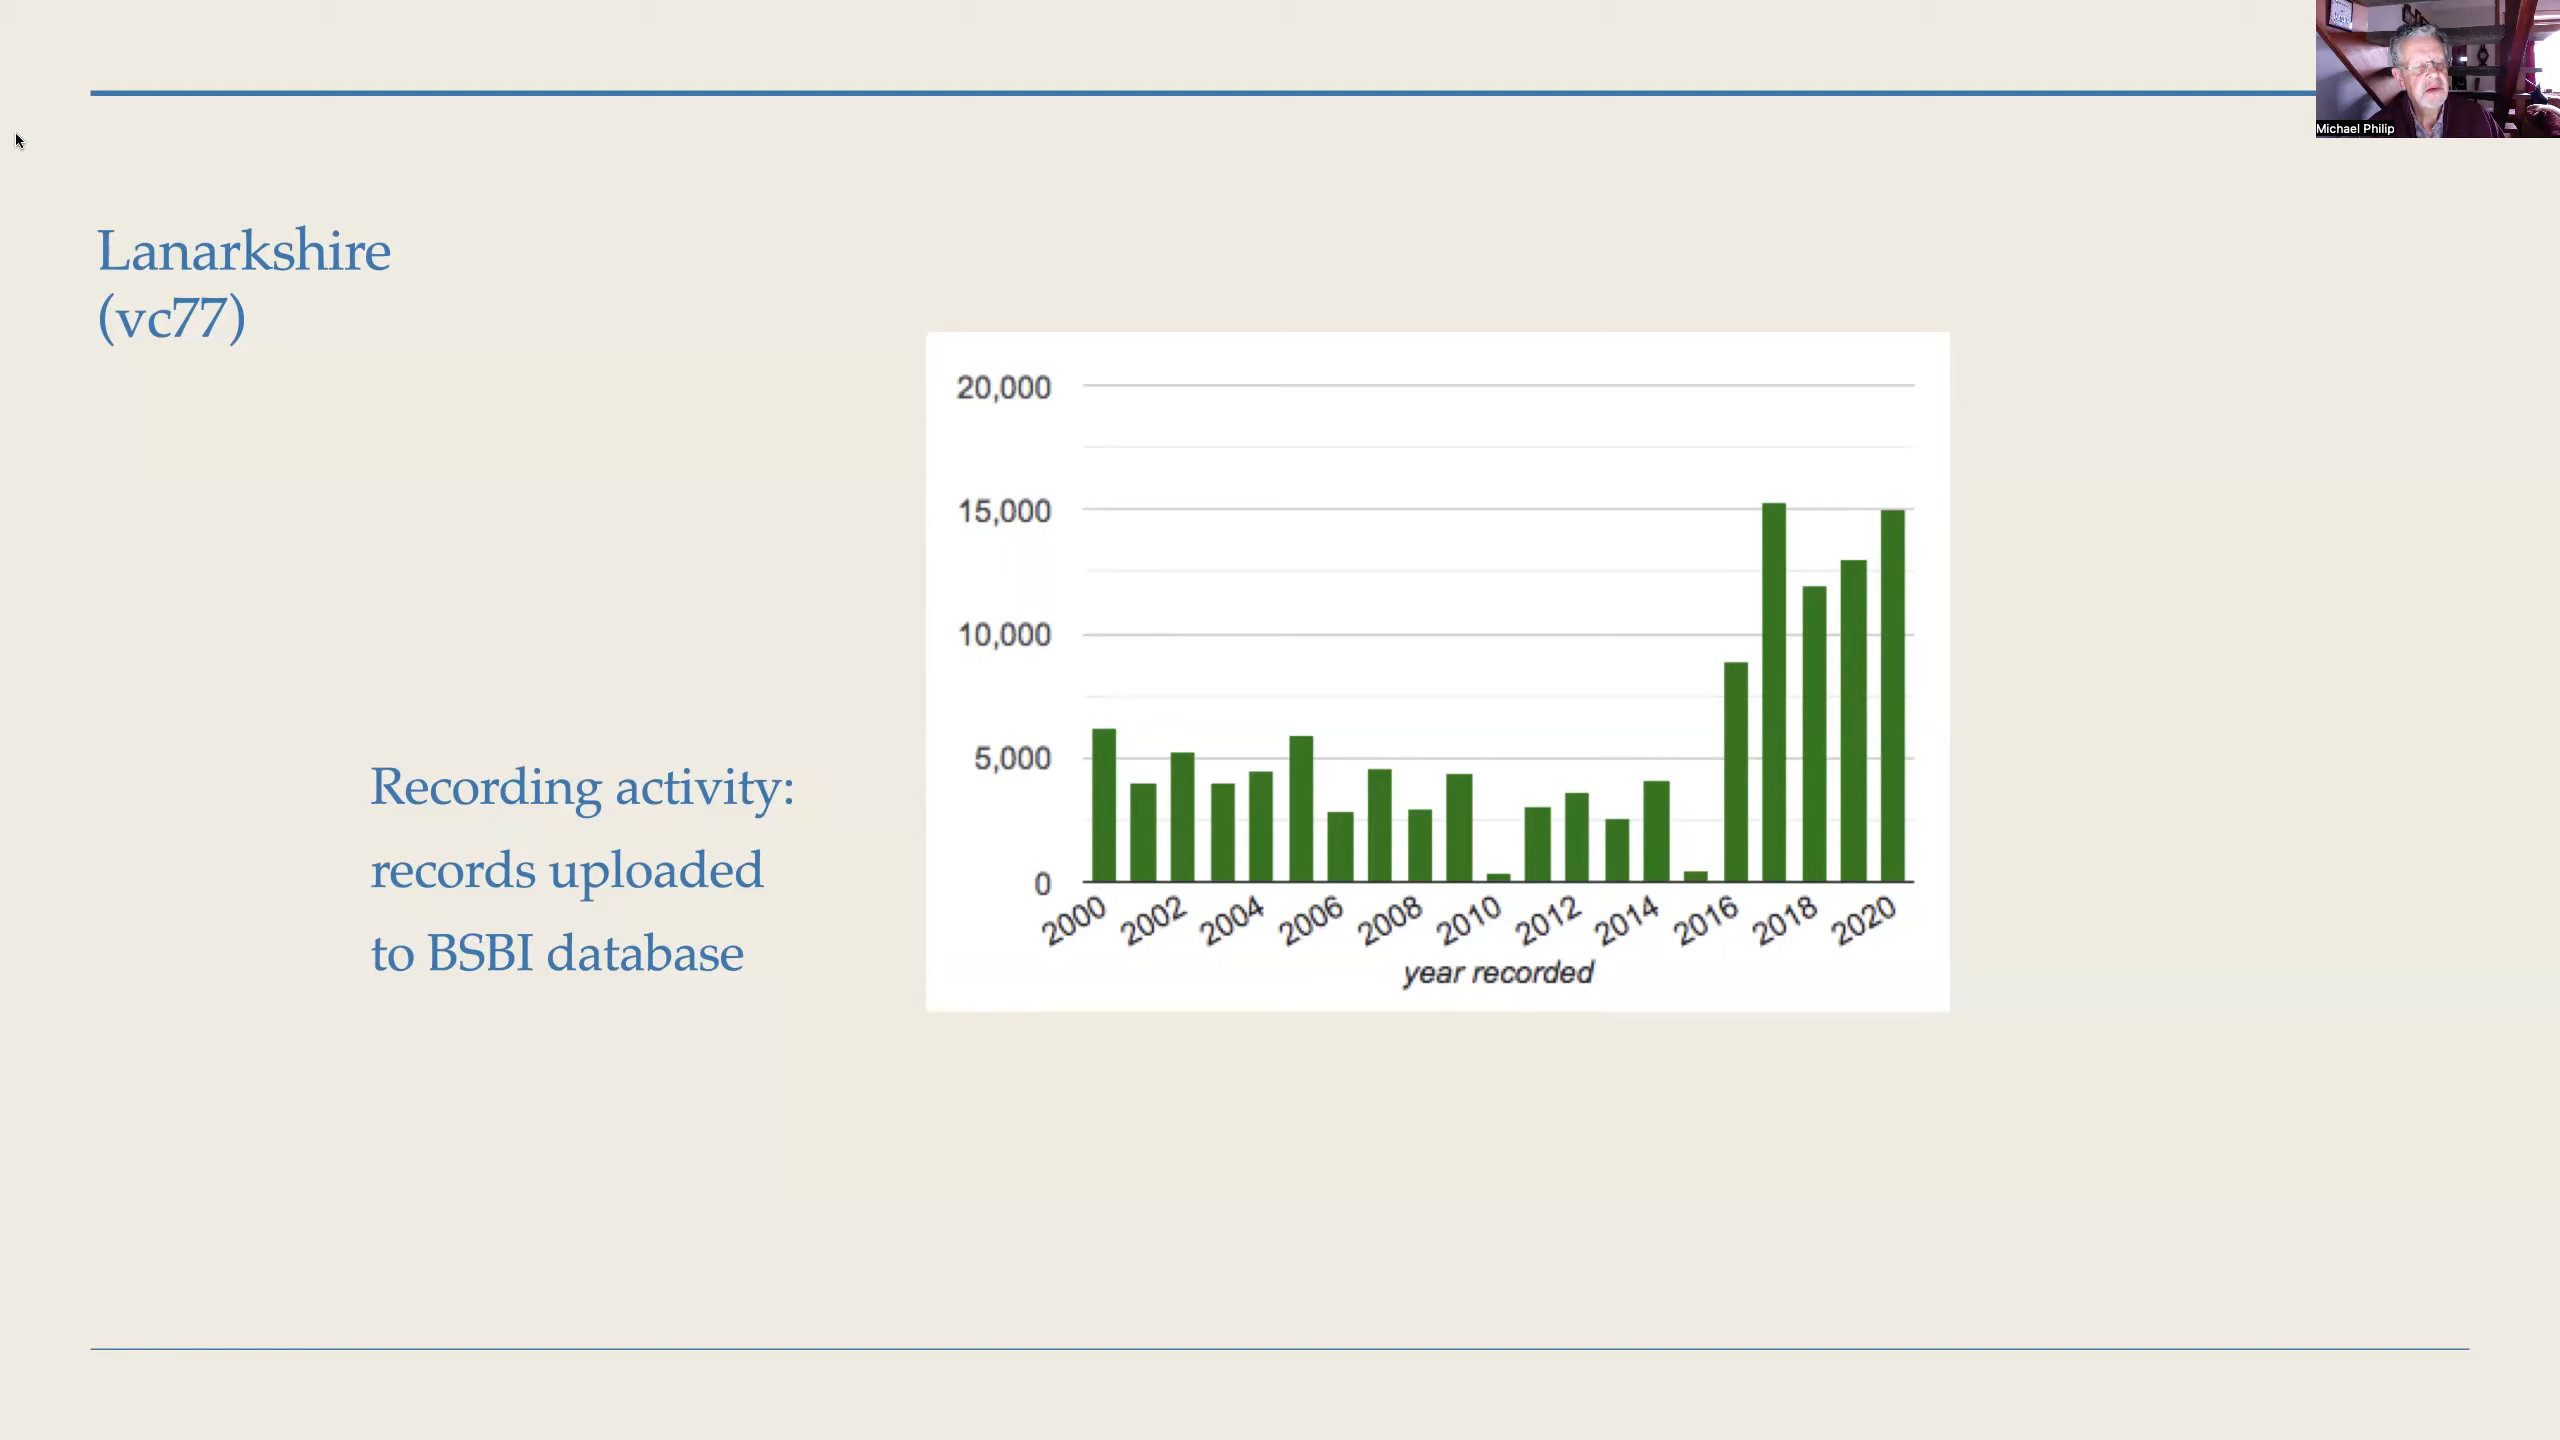 Michael Philip
Lanarkshire
(vc77)
Recording activity:
records uploaded
to BSBI database
20,000
15,000
10,000
5,000
0
2000 2002 2004 2006 2008 2010 2012 2014 2016 2018 2020
year recorded